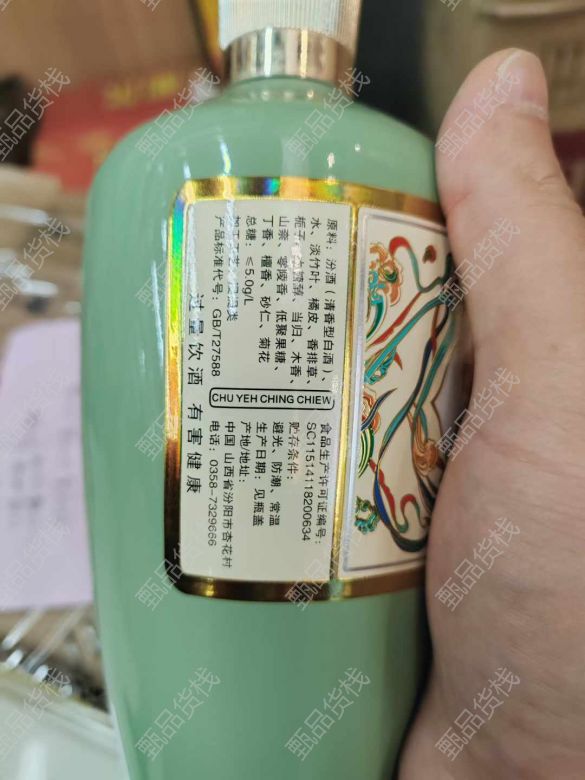 原料：汾酒（清香型白酒）、
水、淡竹叶、橘皮、香排草、
栀子、
当归、木香、
山奈、零陵香、低聚果糖、
丁香、檀香、砂仁、菊花
总糖：≤5.0g/L
产品标准代号：GB/T27588
CHU YEH CHING CHIEW
食品生产许可证编号：
SC11514118200634
贮存条件：
避光、防潮、常温
生产日期：见瓶盖
产地/地址：
中国 山西省汾阳市杏花村
电话：0358-7329666
过量饮酒 有害健康
甄品货栈